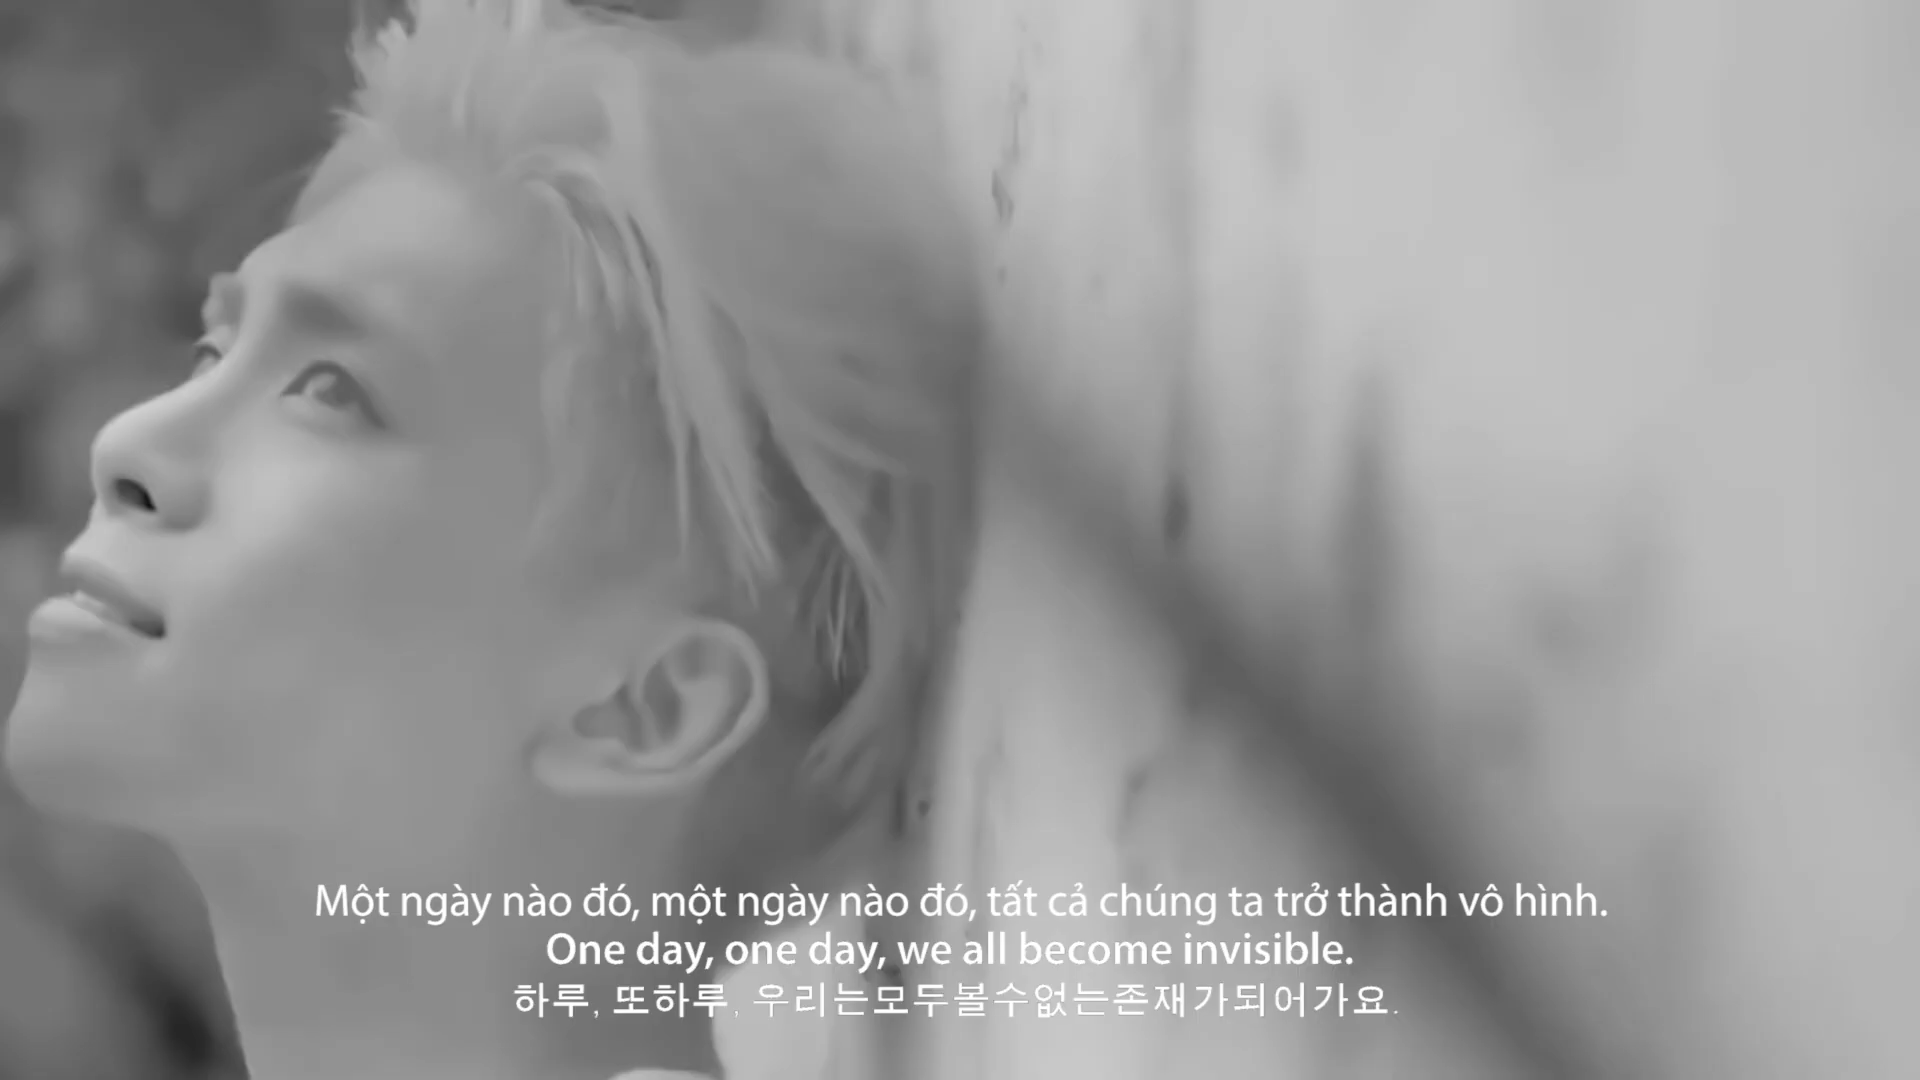 Một ngày nào đó, một ngày nào đó, tất cả chúng ta trở thành vô hình.
One day, one day, we all become invisible.
하루, 또하루, 우리는모두볼수없는존재가되어가요.